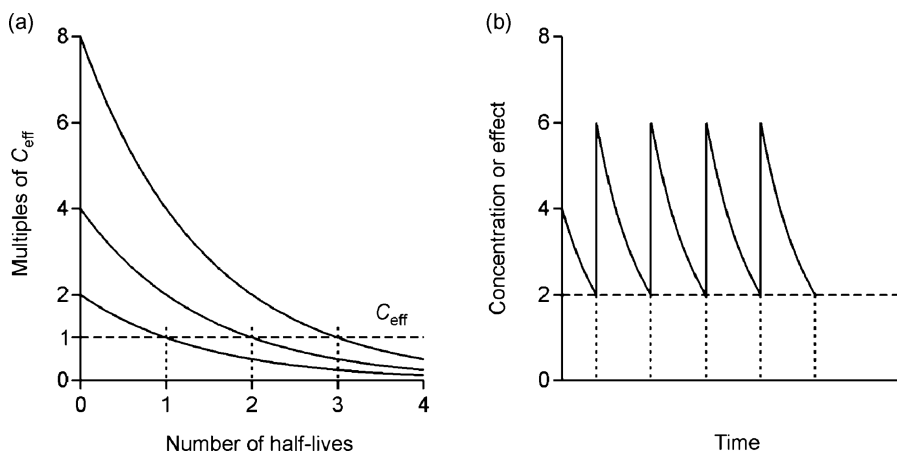 (a)
8
6
4
2
1
0
Multiples of Ceff
Ceff
0 1 2 3 4
Number of half-lives
(b)
8
6
4
2
0
Concentration or effect
Time